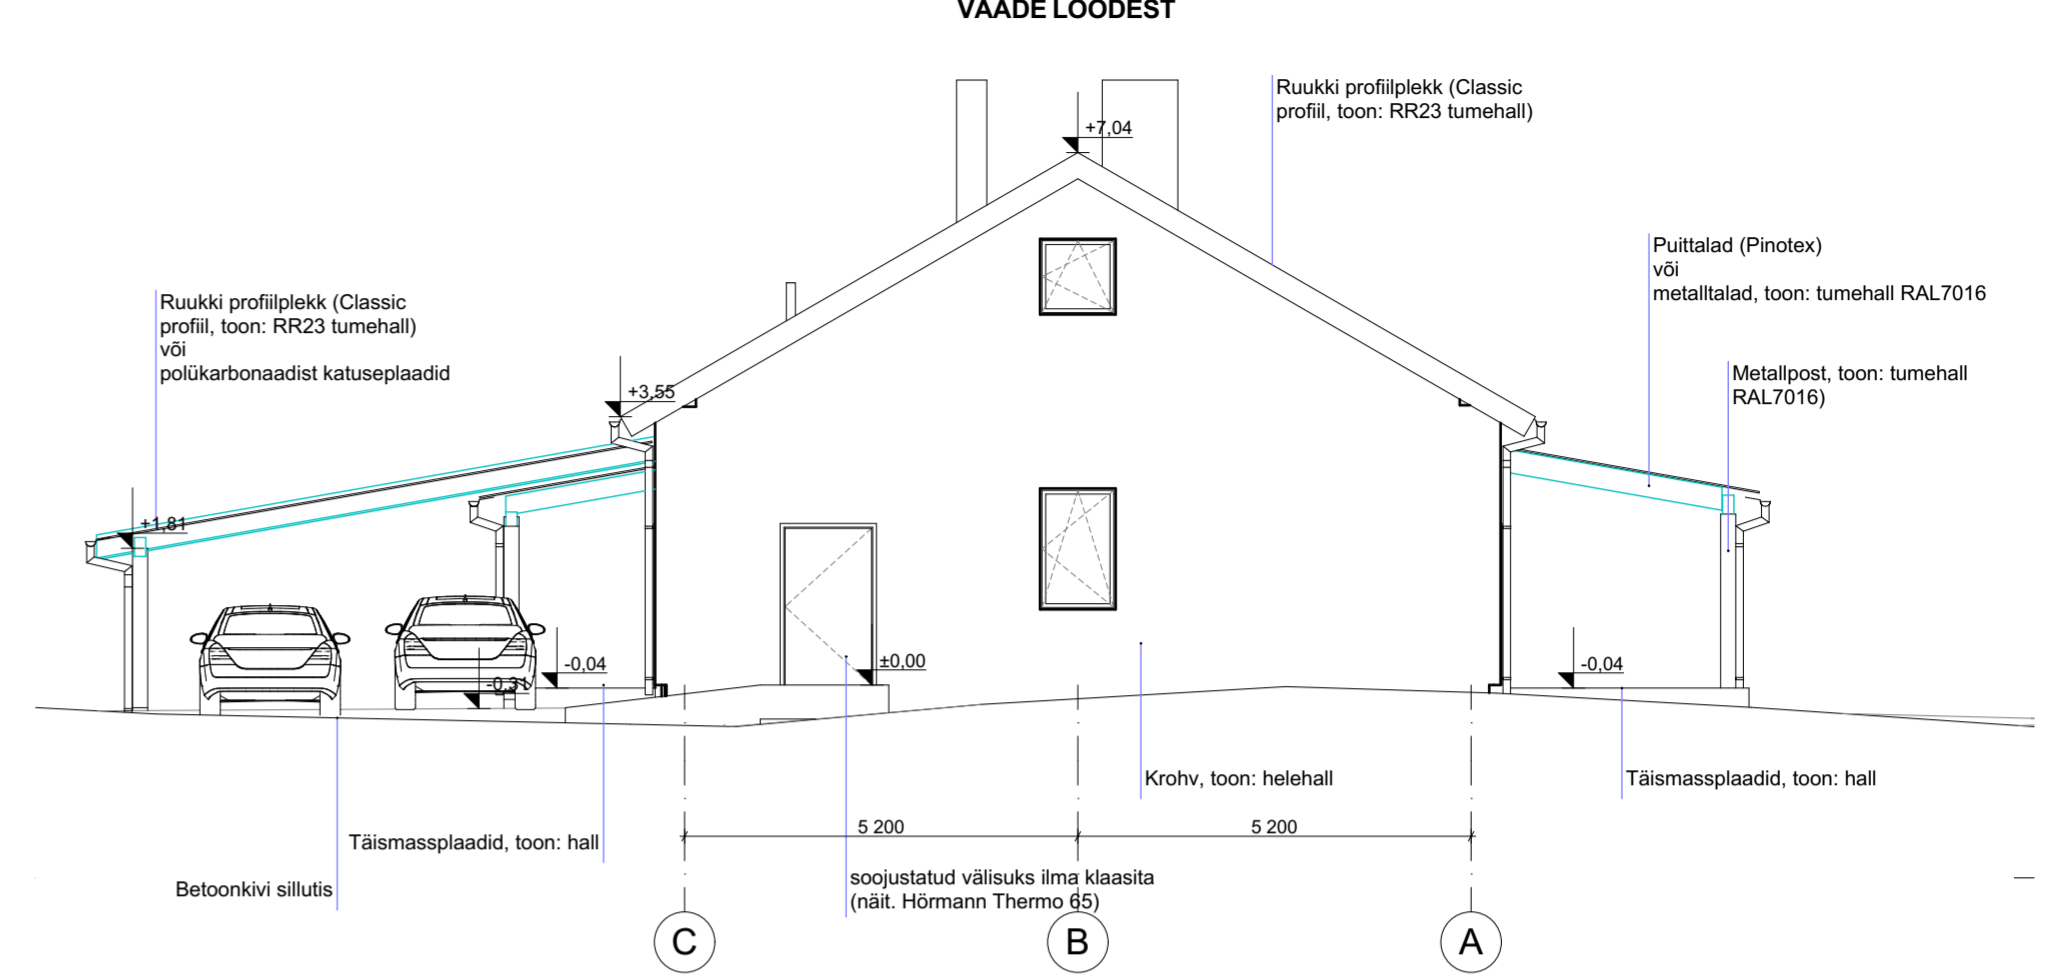 VAADE LOODEST
Ruukki profiilplekk (Classic
profiil, toon: RR23 tumehall)
+7,04
Puittalad (Pinotex)
või
metalltalad, toon: tumehall RAL7016
Ruukki profiilplekk (Classic
profiil, toon: RR23 tumehall)
või
polükarbonaadist katuseplaadid
Metallpost, toon: tumehall
RAL7016)
+3,55
+1,81
-0,04
±0,00
-0,04
-0,31
Krohv, toon: helehall
Täismassplaadid, toon: hall
5 200
5 200
Täismassplaadid, toon: hall
Betoonkivi sillutis
soojustatud välisuks ilma klaasita
(näit. Hörmann Thermo 65)
C
B
A